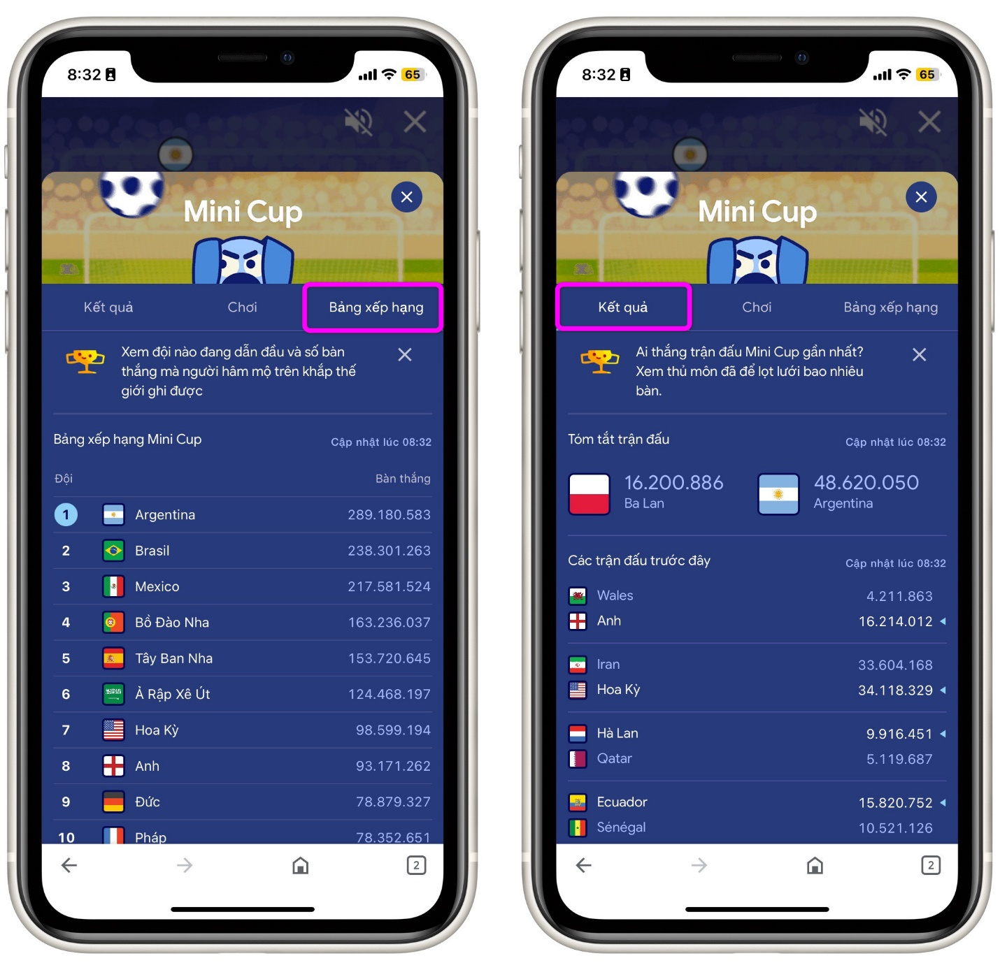 8:32
65
Mini Cup
Kết quả Chơi Bảng xếp hạng
Xem đội nào đang dẫn đầu và số bàn
thắng mà người hâm mộ trên khắp thế
giới ghi được
Bảng xếp hạng Mini Cup Cập nhật lúc 08:32
Đội Bàn thắng
1 Argentina 289.180.583
2 Brasil 238.301.263
3 Mexico 217.581.524
4 Bồ Đào Nha 163.236.037
5 Tây Ban Nha 153.720.645
6 Ả Rập Xê Út 124.468.197
7 Hoa Kỳ 98.599.194
8 Anh 93.171.262
9 Đức 78.879.327
10 Pháp 78.352.651
2
8:32
65
Mini Cup
Kết quả Chơi Bảng xếp hạng
Ai thắng trận đấu Mini Cup gần nhất?
Xem thủ môn đã để lọt lưới bao nhiêu
bàn.
Tóm tắt trận đấu Cập nhật lúc 08:32
16.200.886 48.620.050
Ba Lan Argentina
Các trận đấu trước đây Cập nhật lúc 08:32
Wales 4.211.863
Anh 16.214.012
Iran 33.604.168
Hoa Kỳ 34.118.329
Hà Lan 9.916.451
Qatar 5.119.687
Ecuador 15.820.752
Sénégal 10.521.126
2